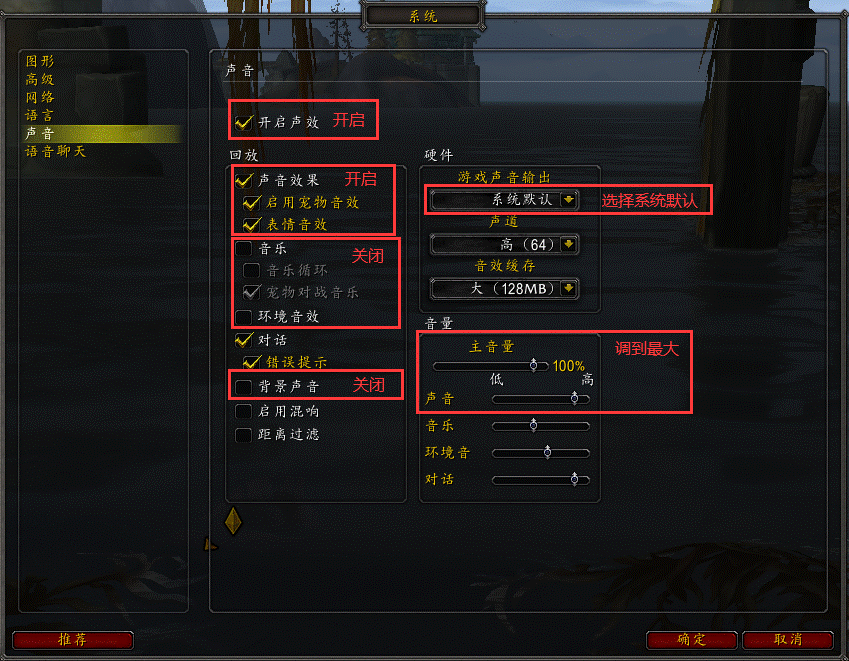 系统
图形
高级
网络
语言
声音
语音聊天
声音
开启声效 开启
回放
声音效果 开启
启用宠物音效
表情音效
音乐 关闭
音乐循环
宠物对战音乐
环境音效
对话
错误提示
背景声音 关闭
启用混响
距离过滤
硬件
游戏声音输出
系统默认 选择系统默认
声道
高（64）
音效缓存
大（128MB）
音量
主音量 调到最大
100%
低 高
声音
音乐
环境音
对话
推荐 确定 取消